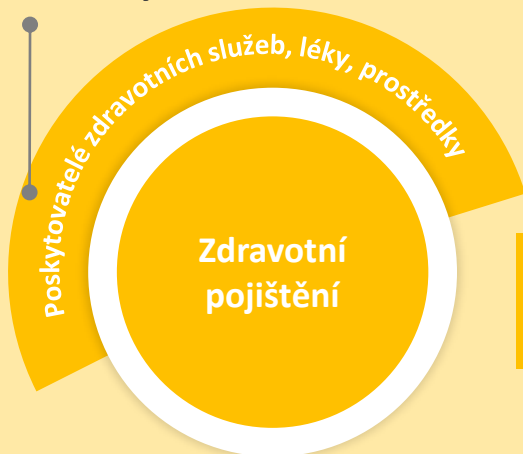 Poskytovatelé zdravotních služeb, léky, prostředky
Zdravotní
pojištění